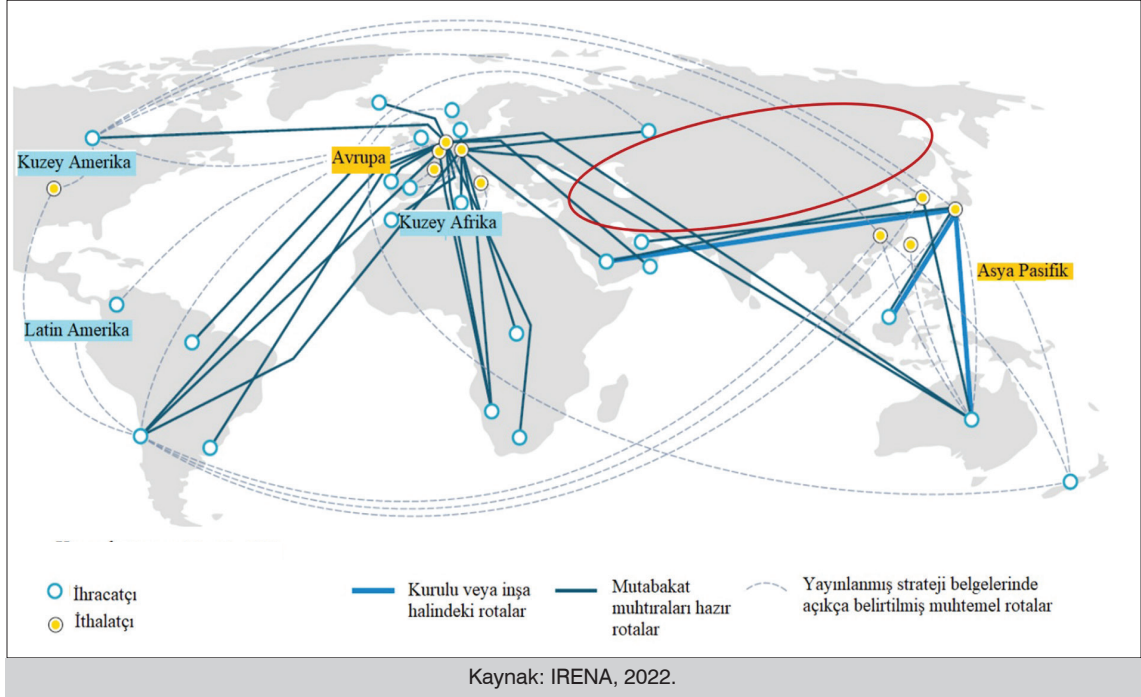 Kuzey Amerika
Avrupa
Kuzey Afrika
Asya Pasifik
Latin Amerika
İhracatçı
İthalatçı
Kurulu veya inşa
halindeki rotalar
Mutabakat
muhtıraları hazır
rotalar
Yayınlanmış strateji belgelerinde
açıkça belirtilmiş muhtemel rotalar
Kaynak: IRENA, 2022.